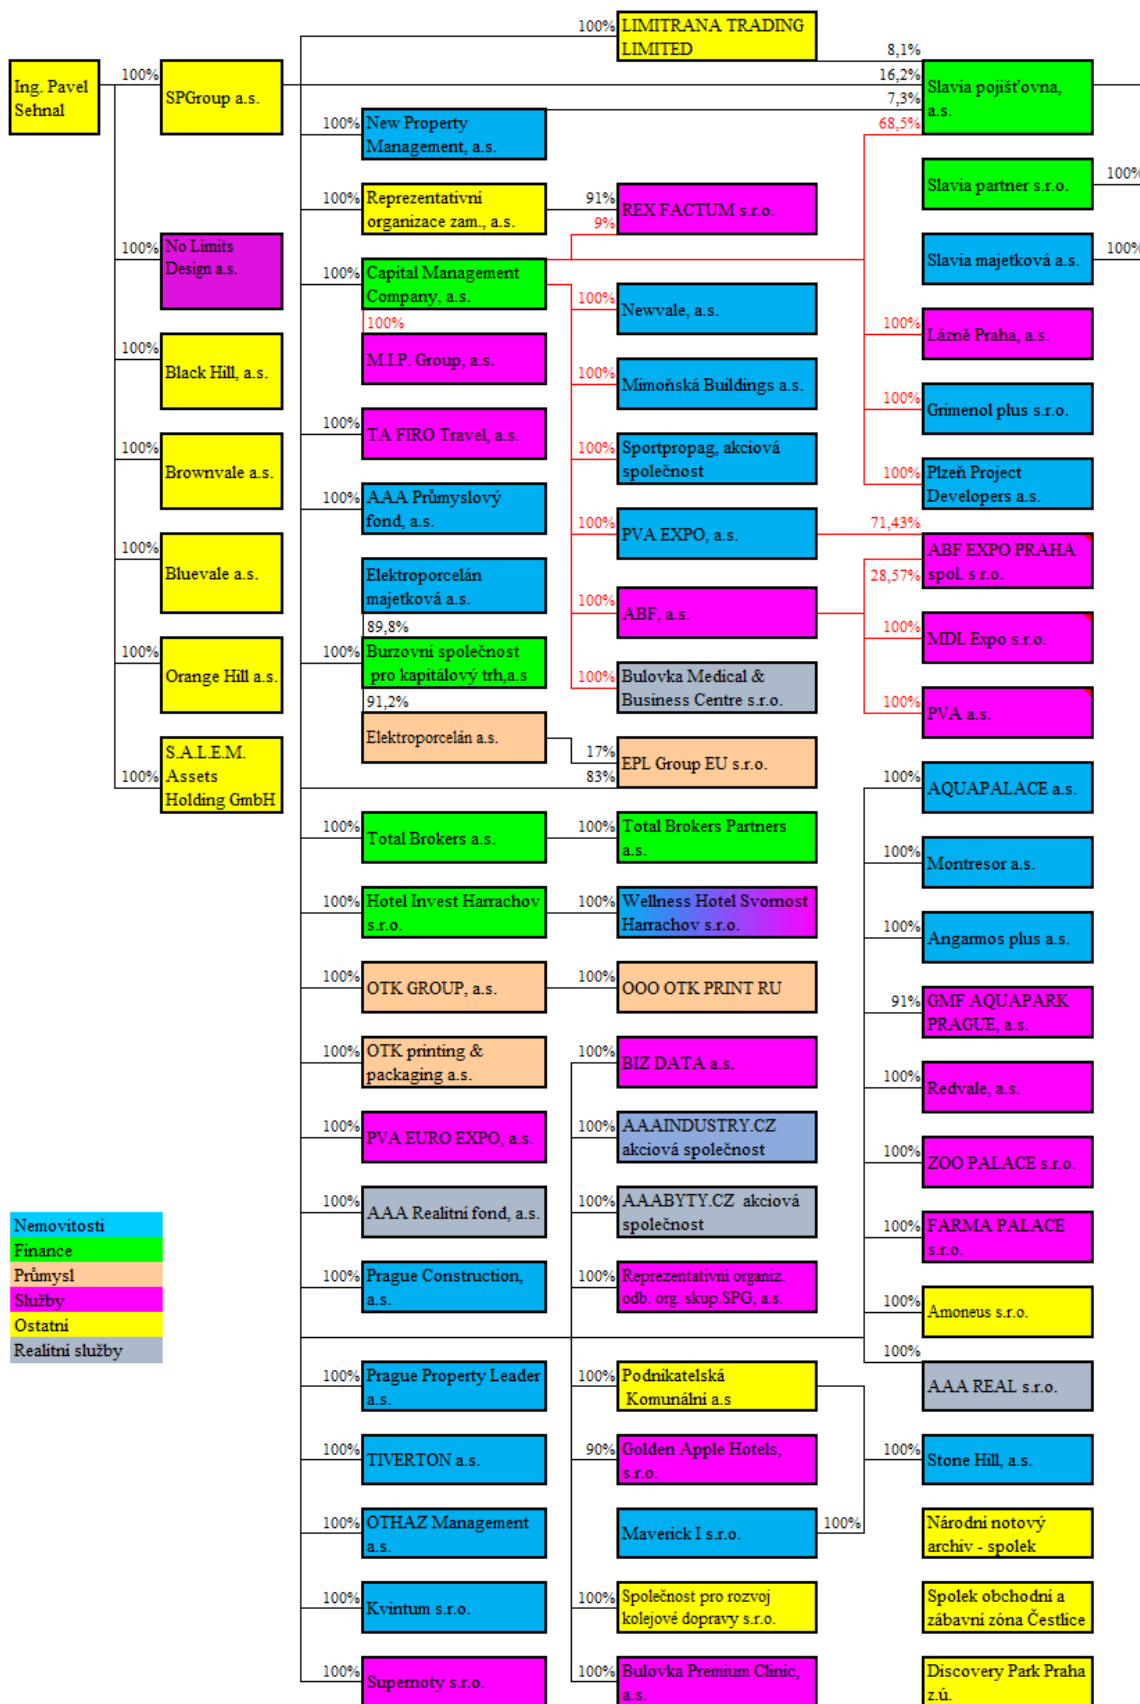 Ing. Pavel
Sehnal
100%
SPGroup a.s.
100%
No Limits
Design a.s.
100%
Black Hill, a.s.
100%
Brownvale a.s.
100%
Bluevale a.s.
100%
Orange Hill a.s.
100%
S.A.L.E.M.
Assets
Holding GmbH
Nemovitosti
Finance
Průmysl
Služby
Ostatní
Realitní služby
100%
New Property
Management, a.s.
100%
Reprezentativní
organizace zam., a.s.
100%
Capital Management
Company, a.s.
100%
M.I.P. Group, a.s.
100%
TA FIRO Travel, a.s.
100%
AAA Průmyslový
fond, a.s.
Elektroporcelán
majetková a.s.
89,8%
100%
Burzovní společnost
pro kapitálový trh,a.s
91,2%
Elektroporcelán a.s.
100%
Total Brokers a.s.
100%
Hotel Invest Harrachov
s.r.o.
100%
OTK GROUP, a.s.
100%
OTK printing &
packaging a.s.
100%
PVA EURO EXPO, a.s.
100%
AAA Realitní fond, a.s.
100%
Prague Construction,
a.s.
100%
Prague Property Leader
a.s.
100%
TIVERTON a.s.
100%
OTHAZ Management
a.s.
100%
Kvintum s.r.o.
100%
Supernoty s.r.o.
100%
LIMITRANA TRADING
LIMITED
91%
REX FACTUM s.r.o.
9%
100%
Newvale, a.s.
100%
Mimoňská Buildings a.s.
100%
Sportpropag, akciová
společnost
100%
PVA EXPO, a.s.
100%
ABF, a.s.
100%
Bulovka Medical &
Business Centre s.r.o.
17%
EPL Group EU s.r.o.
83%
100%
Total Brokers Partners
a.s.
100%
Wellness Hotel Svornost
Harrachov s.r.o.
100%
OOO OTK PRINT RU
100%
BIZ DATA a.s.
100%
AAAINDUSTRY.CZ
akciová společnost
100%
AAABYTY.CZ akciová
společnost
100%
Reprezentativní organiz.
odb. org. skup.SPG, a.s.
100%
Podnikatelská
Komunální a.s
90%
Golden Apple Hotels,
s.r.o.
Maverick I s.r.o.
100%
100%
Společnost pro rozvoj
kolejové dopravy s.r.o.
100%
Bulovka Premium Clinic,
a.s.
8,1%
16,2%
7,3%
68,5%
Slavia pojišťovna,
a.s.
Slavia partner s.r.o.
100%
Slavia majetková a.s.
100%
100%
Lázně Praha, a.s.
100%
Grimenol plus s.r.o.
100%
Plzeň Project
Developers a.s.
71,43%
ABF EXPO PRAHA
spol. s r.o.
28,57%
100%
MDL Expo s.r.o.
100%
PVA a.s.
100%
AQUAPALACE a.s.
100%
Montresor a.s.
100%
Angarmos plus a.s.
91%
GMF AQUAPARK
PRAGUE, a.s.
100%
Redvale, a.s.
100%
ZOO PALACE s.r.o.
100%
FARMA PALACE
s.r.o.
100%
Amoneus s.r.o.
100%
AAA REAL s.r.o.
100%
Stone Hill, a.s.
Národní notový
archiv - spolek
Spolek obchodní a
zábavní zóna Čestlice
Discovery Park Praha
z.ú.